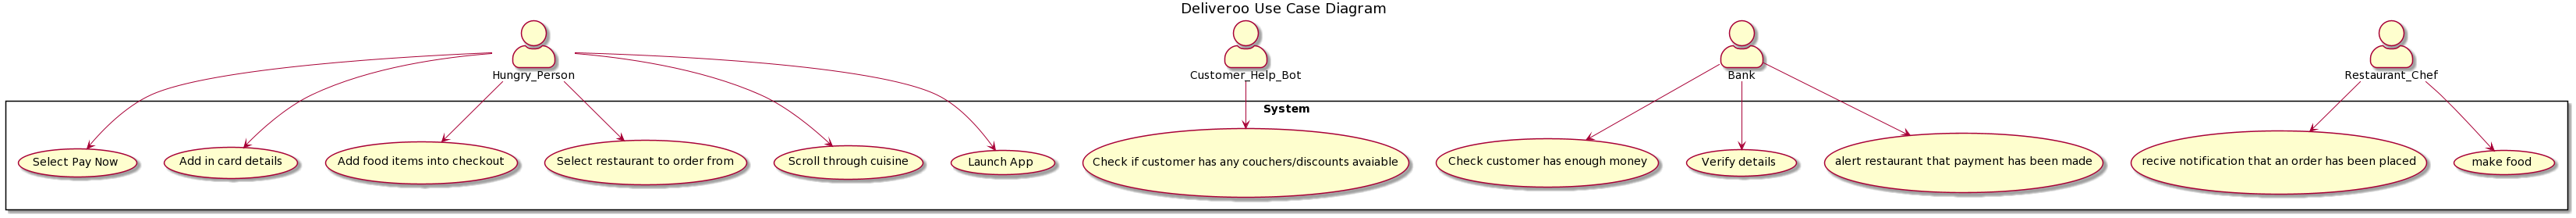 Deliveroo Use Case Diagram
Hungry_Person
Customer_Help_Bot
Bank
Restaurant_Chef
System
Select Pay Now
Add in card details
Add food items into checkout
Select restaurant to order from
Scroll through cuisine
Launch App
Check if customer has any couchers/discounts avaiable
Check customer has enough money
Verify details
alert restaurant that payment has been made
recive notification that an order has been placed
make food